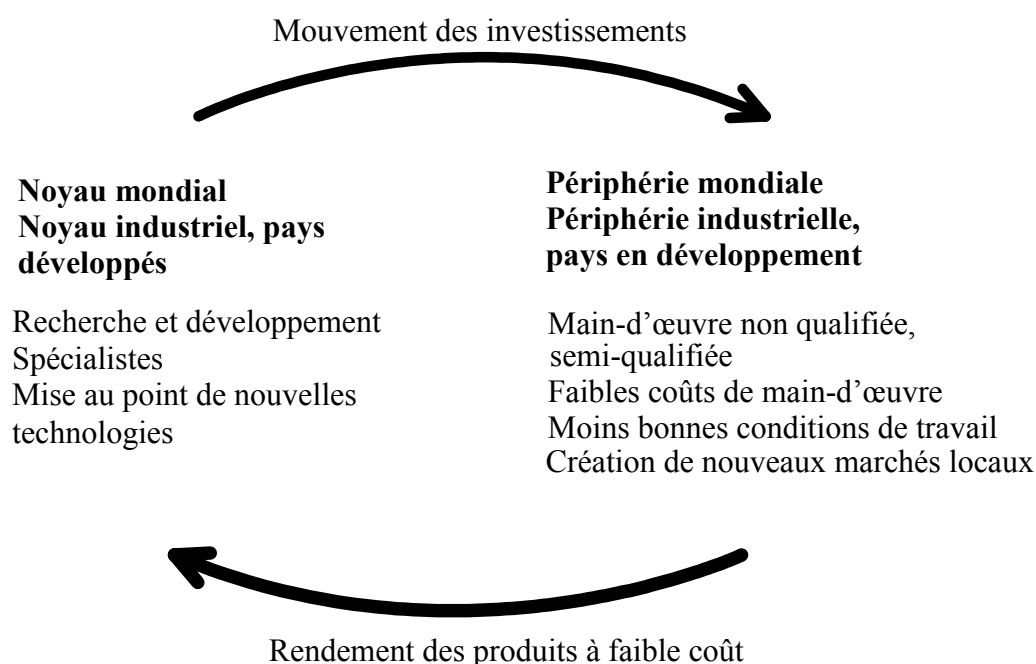 Mouvement des investissements
Noyau mondial
Noyau industriel, pays
développés
Recherche et développement
Spécialistes
Mise au point de nouvelles
technologies
Périphérie mondiale
Périphérie industrielle,
pays en développement
Main-d’œuvre non qualifiée,
semi-qualifiée
Faibles coûts de main-d’œuvre
Moins bonnes conditions de travail
Création de nouveaux marchés locaux
Rendement des produits à faible coût